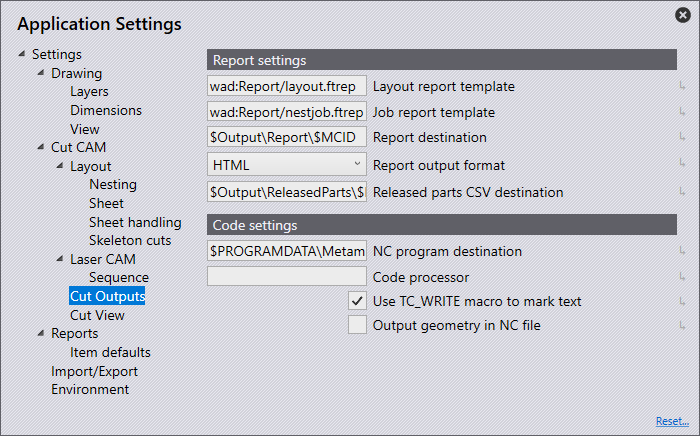 Application Settings
Settings
Drawing
Layers
Dimensions
View
Cut CAM
Layout
Nesting
Sheet
Sheet handling
Skeleton cuts
Laser CAM
Sequence
Cut Outputs
Cut View
Reports
Item defaults
Import/Export
Environment
Report settings
wad:Report/layout.ftrep Layout report template
wad:Report/nestjob.ftrep Job report template
$Output\Report\$MCID Report destination
HTML Report output format
$Output\ReleasedParts\$ Released parts CSV destination
Code settings
$PROGRAMDATA\Metam NC program destination
Code processor
Use TC_WRITE macro to mark text
Output geometry in NC file
Reset...